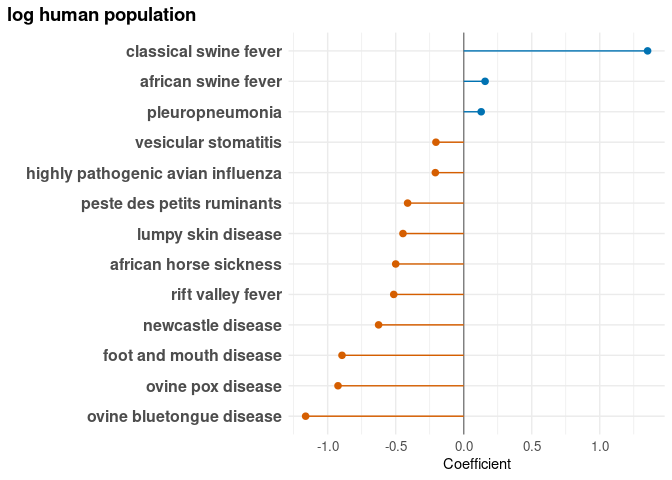 log human population
classical swine fever
african swine fever
pleuropneumonia
vesicular stomatitis
highly pathogenic avian influenza
peste des petits ruminants
lumpy skin disease
african horse sickness
rift valley fever
newcastle disease
foot and mouth disease
ovine pox disease
ovine bluetongue disease
-1.0 -0.5 0.0 0.5 1.0
Coefficient